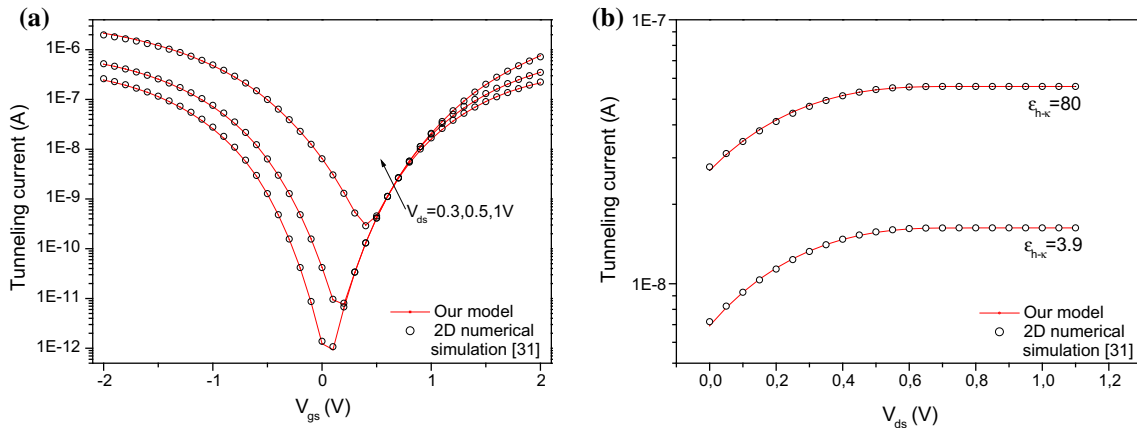 (a)
Tunneling current (A)
1E-6
1E-7
1E-8
1E-9
1E-10
1E-11
1E-12
V_ds=0.3,0.5,1V
Our model
2D numerical
simulation [31]
-2 -1 0 1 2
V_gs (V)
(b)
Tunneling current (A)
1E-7
1E-8
ε_h-κ=80
ε_h-κ=3.9
Our model
2D numerical
simulation [31]
0,0 0,2 0,4 0,6 0,8 1,0 1,2
V_ds (V)